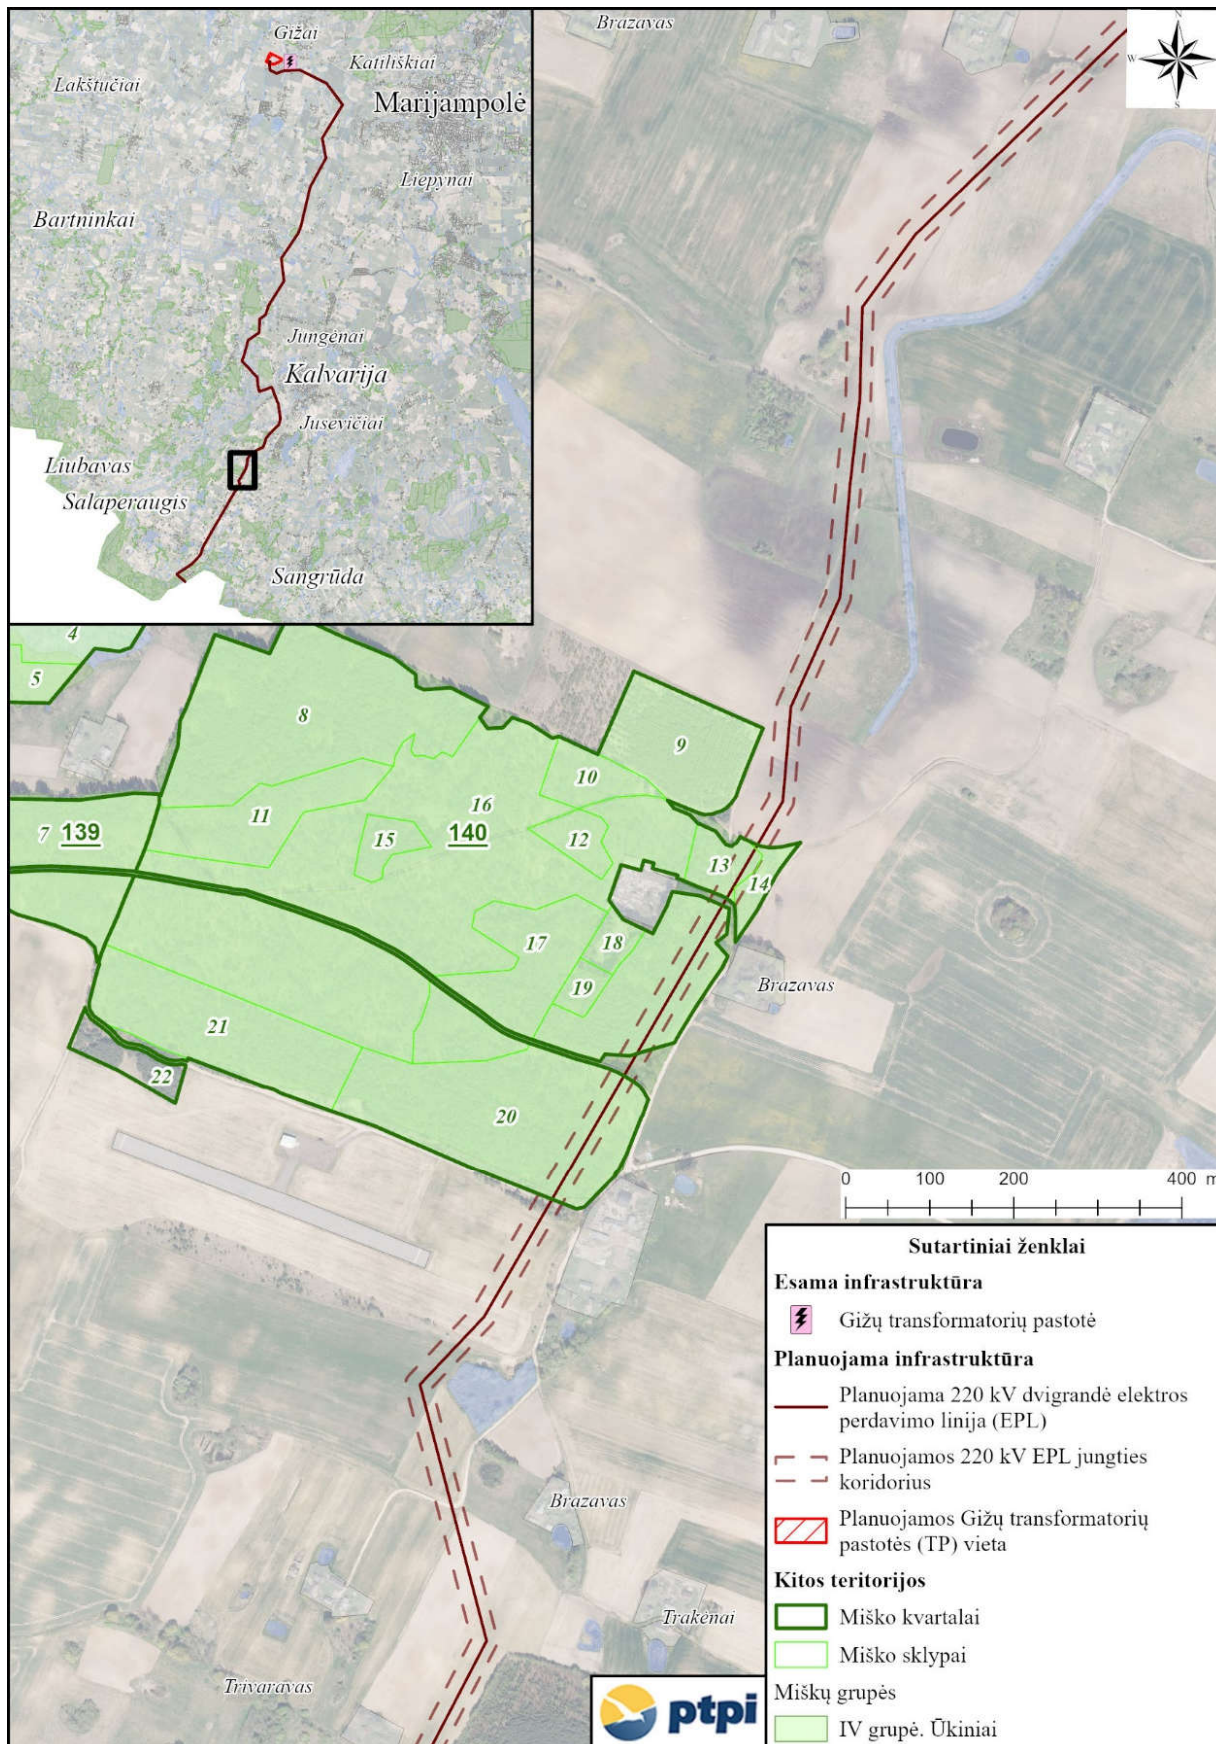 Gižai
Katiliškiai
Lakštučiai
Marijampolė
Liepynai
Bartninkai
Jungėnai
Kalvarija
Jusevičiai
Liubavas
Salaperaugis
Sangrūda
Brazavas
N
W
S
4
5
8
9
10
16
11
15
140
12
7 139
13
14
17
18
19
Brazavas
21
22
20
0 100 200 400 m
Brazavas
Trakėnai
Trivaravas
ptpi
Sutartiniai ženklai
Esama infrastruktūra
Gižų transformatorių pastotė
Planuojama infrastruktūra
Planuojama 220 kV dvigrandė elektros
perdavimo linija (EPL)
Planuojamos 220 kV EPL jungties
koridorius
Planuojamos Gižų transformatorių
pastotės (TP) vieta
Kitos teritorijos
Miško kvartalai
Miško sklypai
Miškų grupės
IV grupė. Ūkiniai